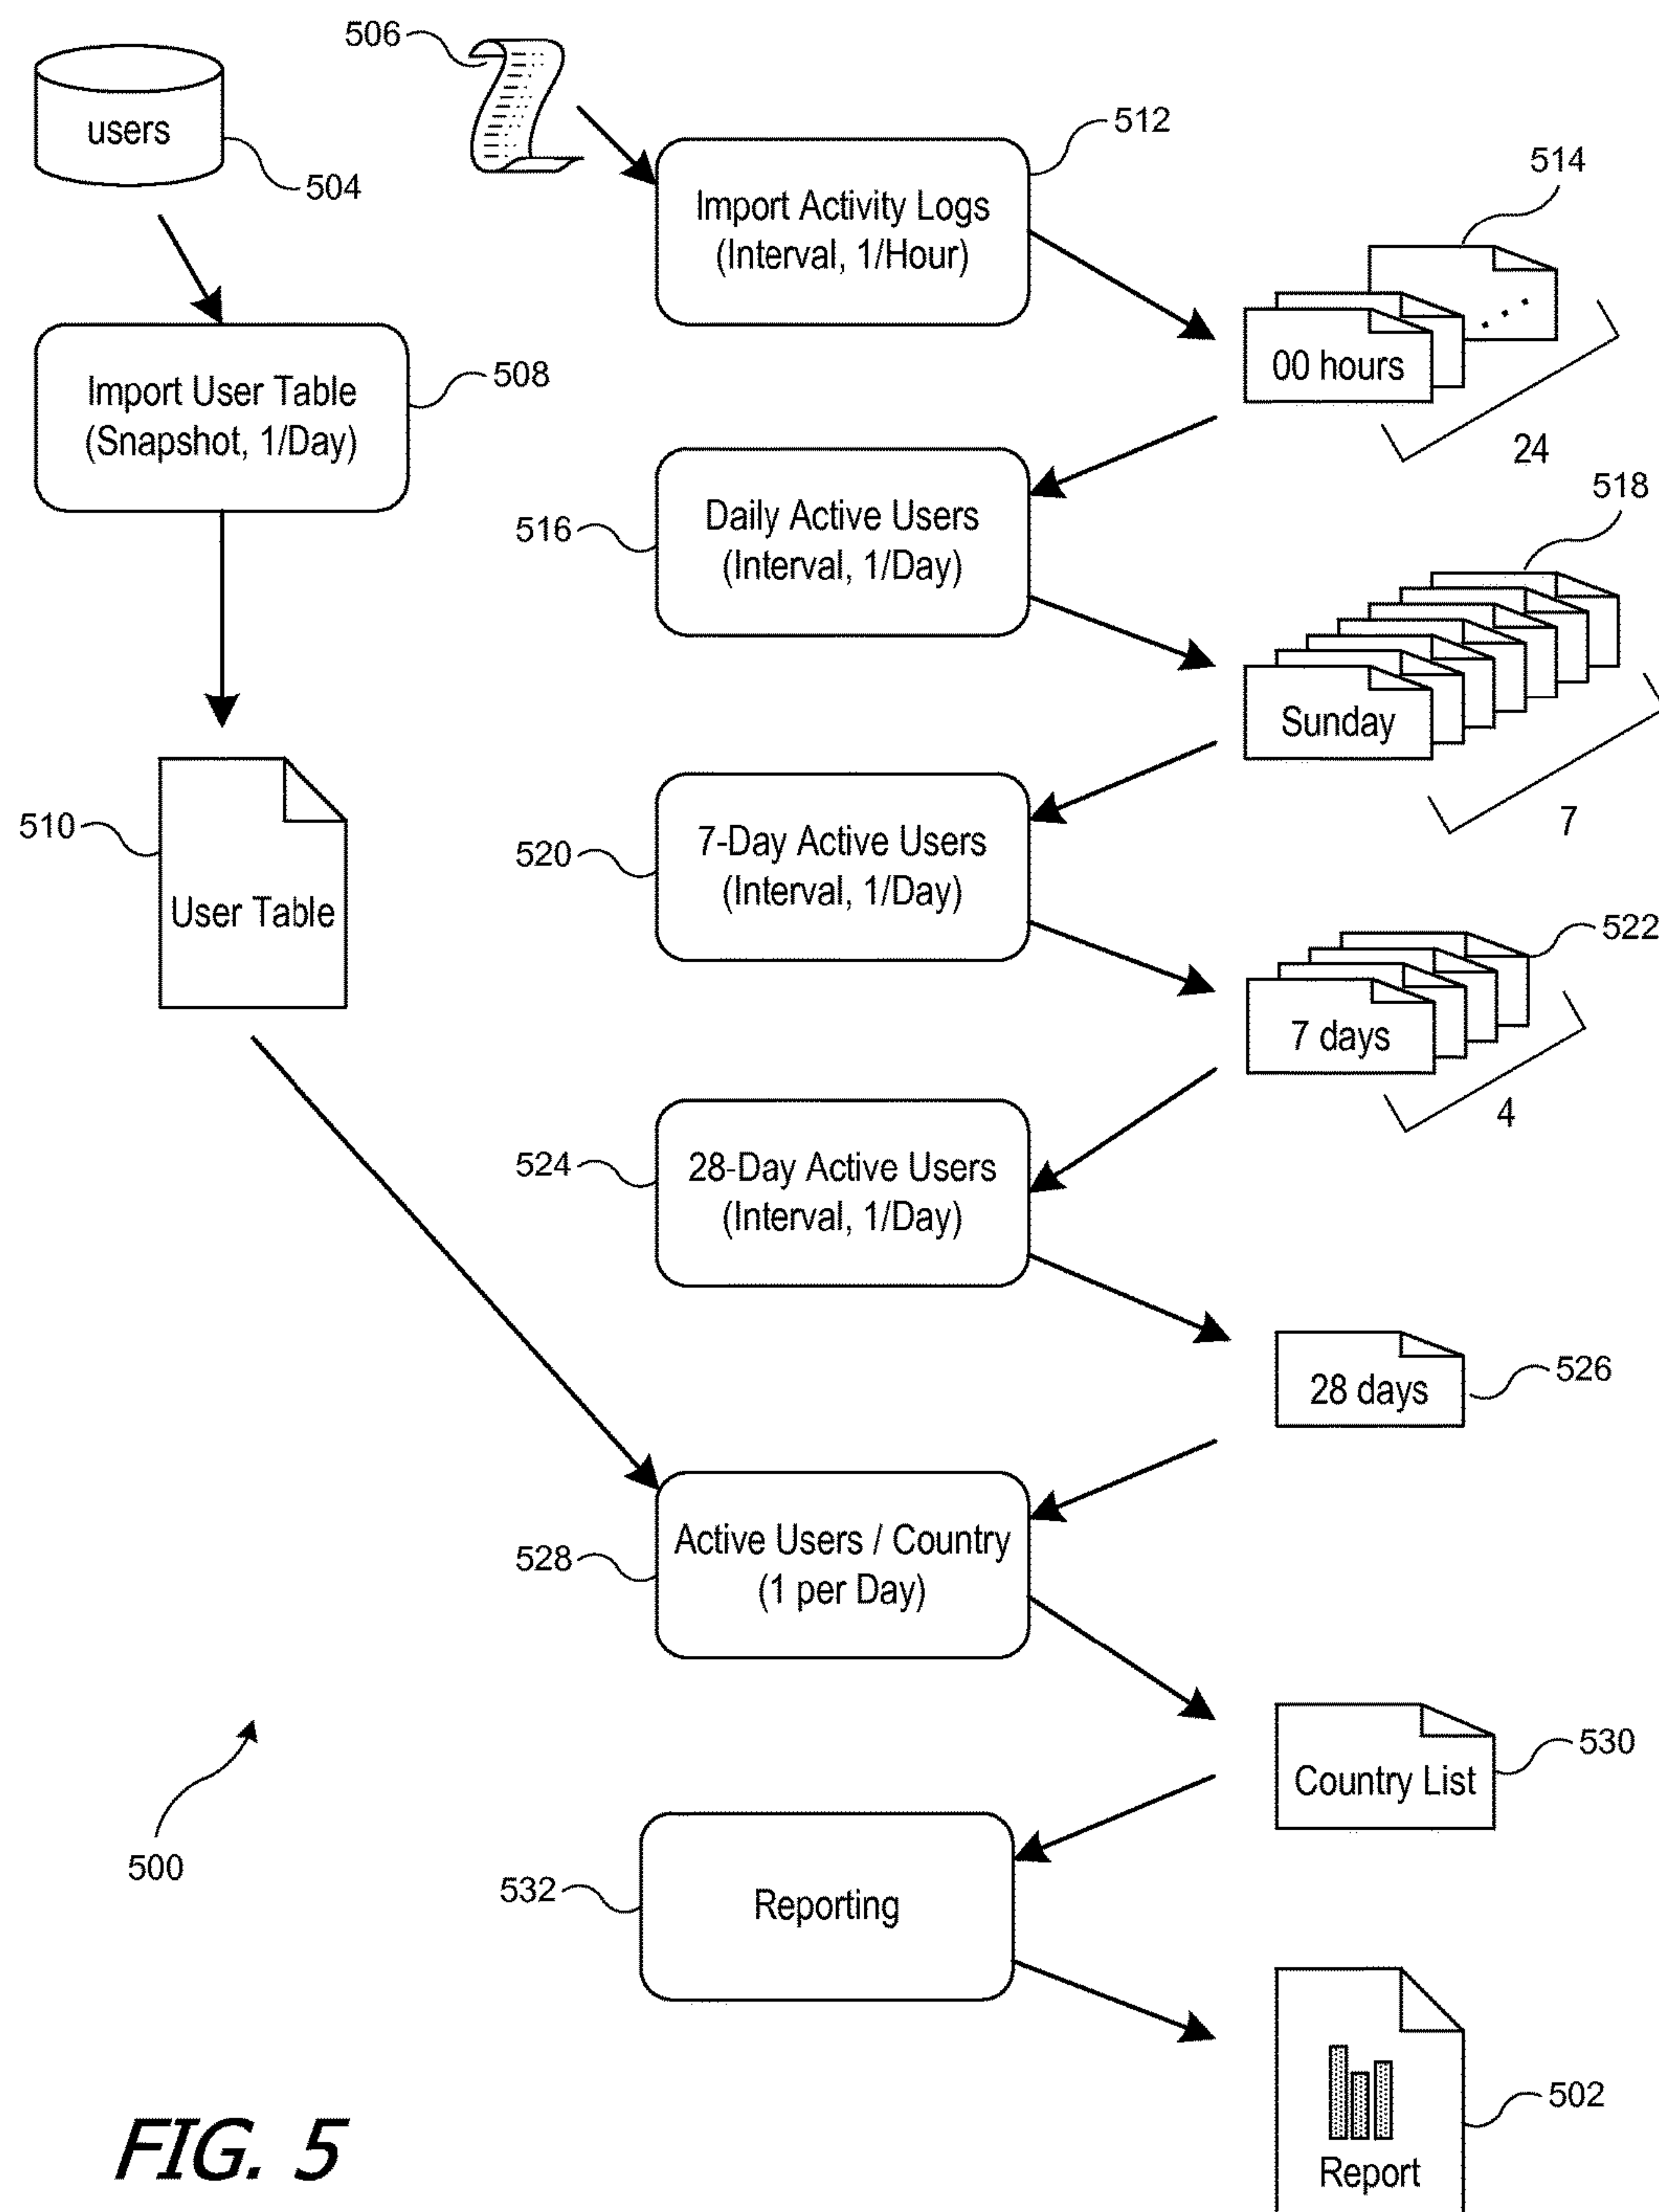 506
users
504
512
Import Activity Logs
(Interval, 1/Hour)
514
00 hours
24
Import User Table
(Snapshot, 1/Day)
508
516
Daily Active Users
(Interval, 1/Day)
518
Sunday
7
510
User Table
520
7-Day Active Users
(Interval, 1/Day)
522
7 days
4
524
28-Day Active Users
(Interval, 1/Day)
28 days
526
528
Active Users / Country
(1 per Day)
Country List
530
500
532
Reporting
502
Report
FIG. 5